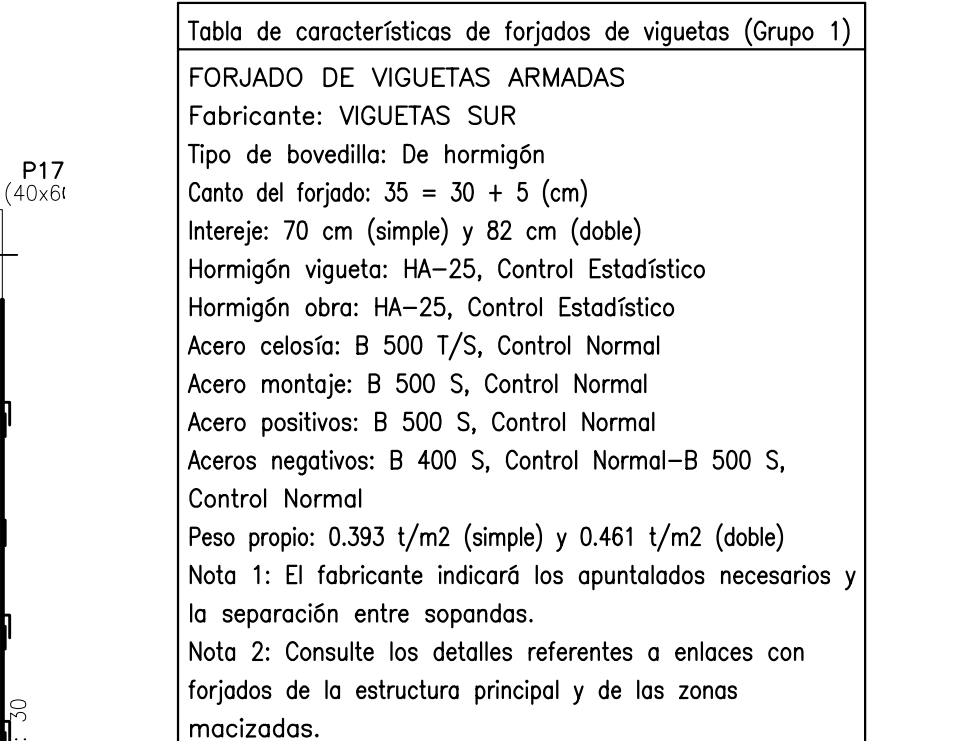 Tabla de características de forjados de viguetas (Grupo 1)
FORJADO DE VIGUETAS ARMADAS
Fabricante: VIGUETAS SUR
Tipo de bovedilla: De hormigón
Canto del forjado: 35 = 30 + 5 (cm)
Intereje: 70 cm (simple) y 82 cm (doble)
Hormigón vigueta: HA-25, Control Estadístico
Hormigón obra: HA-25, Control Estadístico
Acero celosía: B 500 T/S, Control Normal
Acero montaje: B 500 S, Control Normal
Acero positivos: B 500 S, Control Normal
Aceros negativos: B 400 S, Control Normal-B 500 S,
Control Normal
Peso propio: 0.393 t/m2 (simple) y 0.461 t/m2 (doble)
Nota 1: El fabricante indicará los apuntalados necesarios y
la separación entre sopandas.
Nota 2: Consulte los detalles referentes a enlaces con
forjados de la estructura principal y de las zonas
macizadas.
P17
(40x6
30